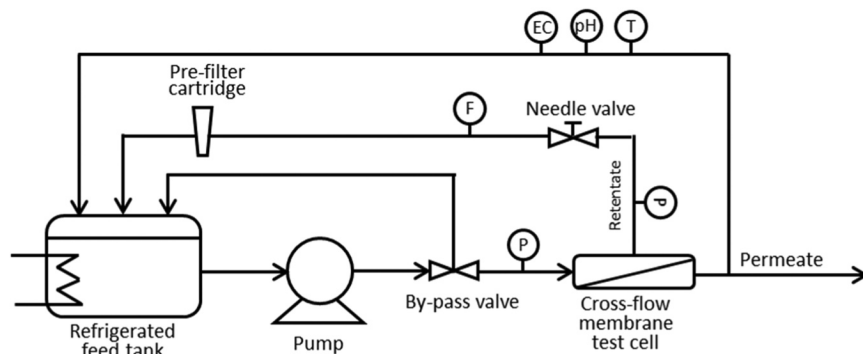 EC pH T
Pre-filter
cartridge
F
Needle valve
Retentate
P
P
Permeate
By-pass valve
Cross-flow
membrane
test cell
Refrigerated
feed tank
Pump